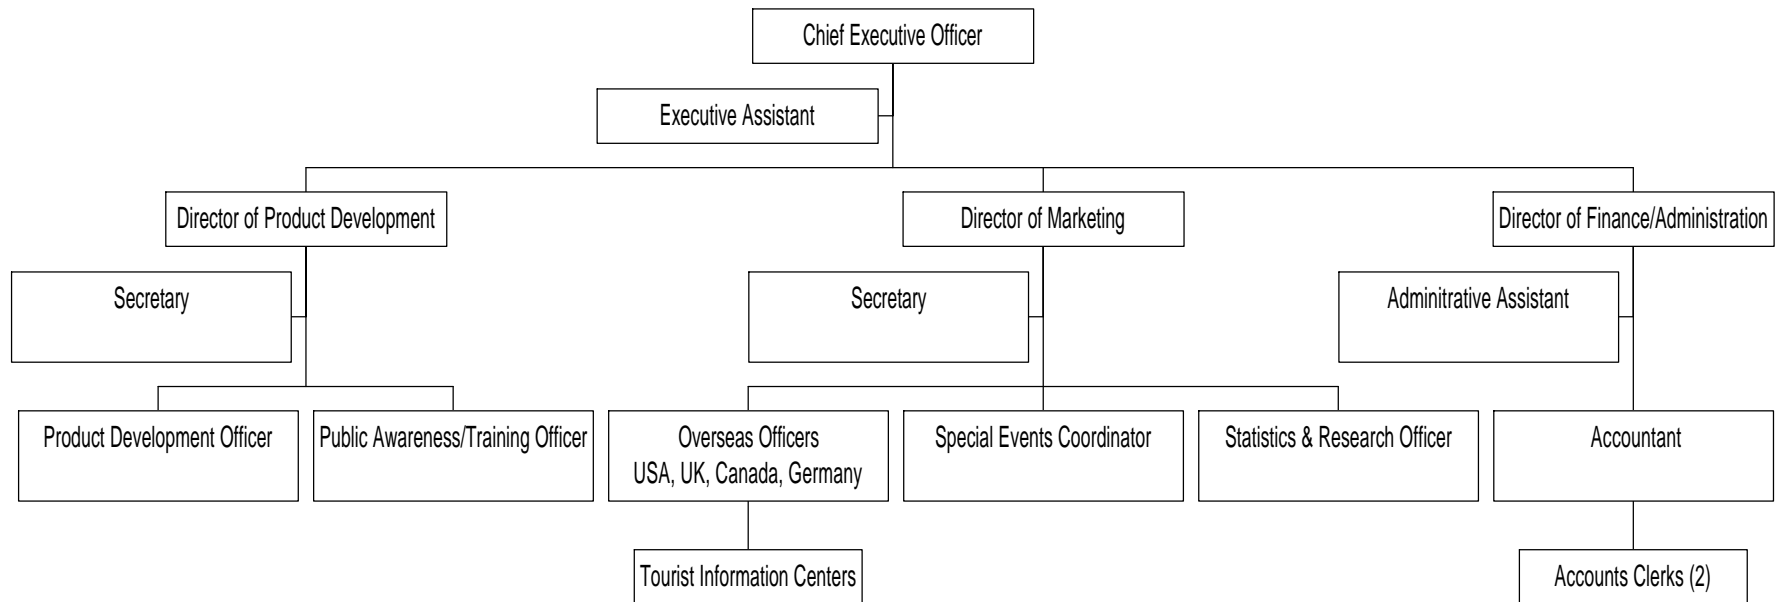 Chief Executive Officer
Executive Assistant
Director of Product Development
Director of Marketing
Director of Finance/Administration
Secretary
Secretary
Adminitrative Assistant
Product Development Officer
Public Awareness/Training Officer
Overseas Officers
USA, UK, Canada, Germany
Special Events Coordinator
Statistics & Research Officer
Accountant
Tourist Information Centers
Accounts Clerks (2)